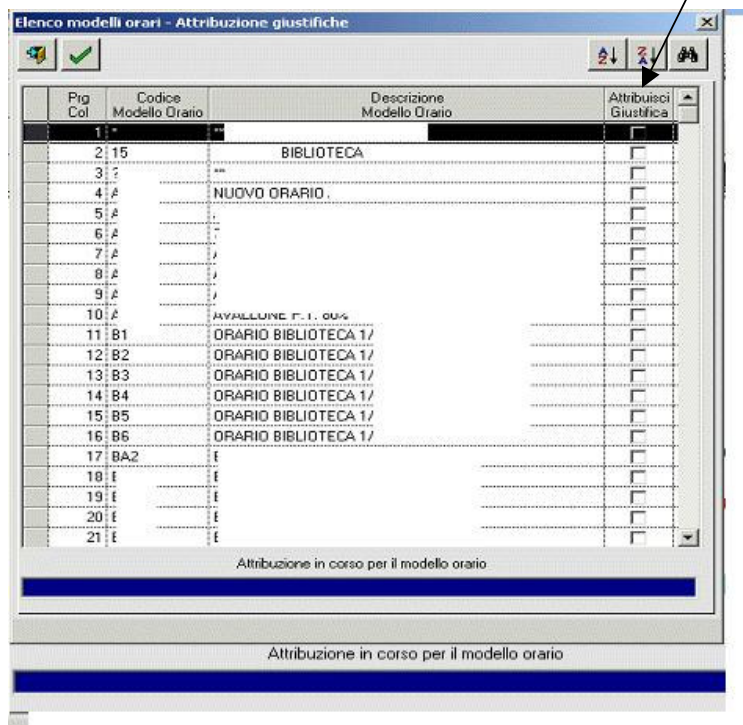 Elenco modelli orari - Attribuzione giustifiche
Prg Col Codice Modello Orario Descrizione Modello Orario Attribuisci Giustifica
1 * **
2 15 BIBLIOTECA
3 ? ***
4 A NUOVO ORARIO .
5 A
6 A
7 A
8 A
9 A
10 A AVALLONE P.T. 80%
11 B1 ORARIO BIBLIOTECA 1/
12 B2 ORARIO BIBLIOTECA 1/
13 B3 ORARIO BIBLIOTECA 1/
14 B4 ORARIO BIBLIOTECA 1/
15 B5 ORARIO BIBLIOTECA 1/
16 B6 ORARIO BIBLIOTECA 1/
17 BA2
18
19
20
21
Attribuzione in corso per il modello orario
Attribuzione in corso per il modello orario